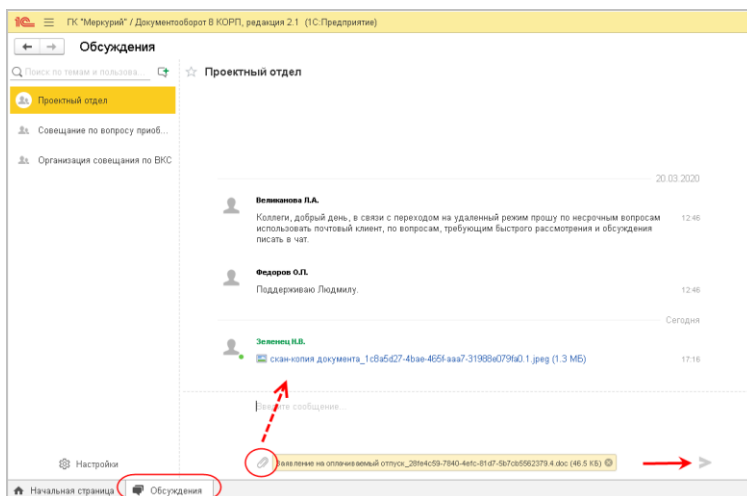 1С ГК "Меркурий" / Документооборот 8 КОРП, редакция 2.1 (1С:Предприятие)
Обсуждения
Поиск по темам и пользова...
Проектный отдел
Проектный отдел
Совещание по вопросу приоб...
Организация совещания по ВКС
20.03.2020
Великанова Л.А.
Коллеги, добрый день, в связи с переходом на удаленный режим прошу по несрочным вопросам 12:46
использовать почтовый клиент, по вопросам, требующим быстрого рассмотрения и обсуждения
писать в чат.
Федоров О.П.
Поддерживаю Людмилу. 12:46
Сегодня
Зеленец И.В.
скан-копия документа_1c8a5d27-4bae-465f-aaa7-31988e079fa0.1.jpeg (1.3 МБ) 17:16
Введите сообщение...
Настройки
Заявление на оплачиваемый отпуск_28fe4c59-7840-4efc-81d7-5b7cb5562379.4.doc (46.5 КБ)
Начальная страница
Обсуждения